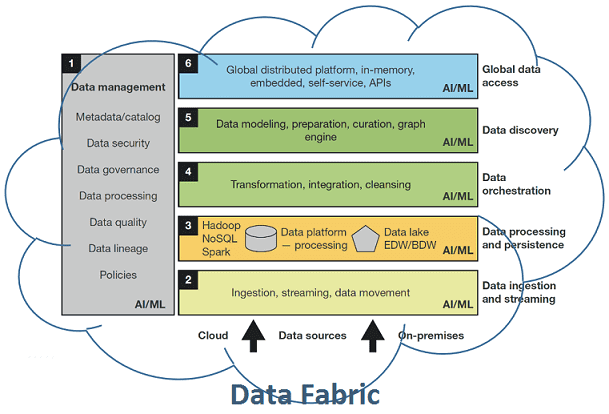 1
Data management
Metadata/catalog
Data security
Data governance
Data processing
Data quality
Data lineage
Policies
AI/ML
6
Global distributed platform, in-memory,
embedded, self-service, APIs
AI/ML
Global data
access
5
Data modeling, preparation, curation, graph
engine
AI/ML
Data discovery
4
Transformation, integration, cleansing
AI/ML
Data
orchestration
3
Hadoop
NoSQL
Spark
Data platform
— processing
Data lake
EDW/BDW
AI/ML
Data processing
and persistence
2
Ingestion, streaming, data movement
AI/ML
Data ingestion
and streaming
Cloud
Data sources
On-premises
Data Fabric